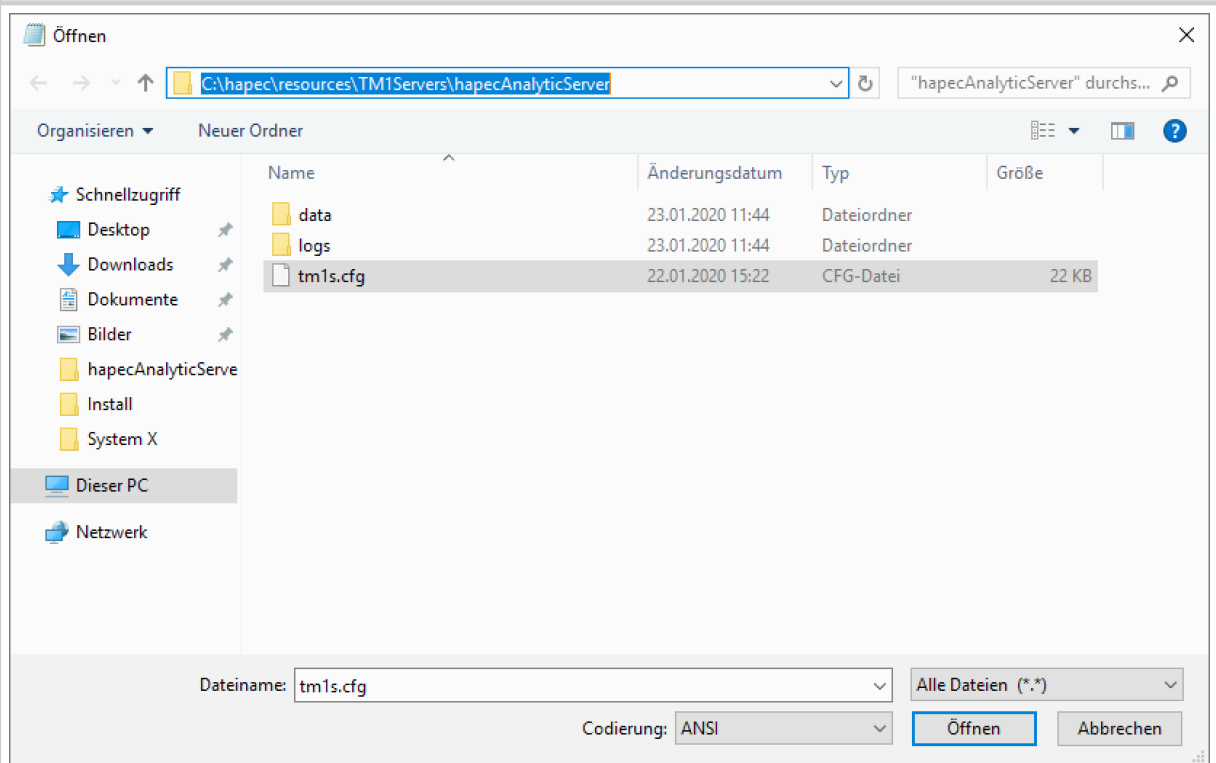 Öffnen
C:\hapec\resources\TM1Servers\hapecAnalyticServer
"hapecAnalyticServer" durchs...
Organisieren
Neuer Ordner
?
Name Änderungsdatum Typ Größe
Schnellzugriff
Desktop
Downloads
Dokumente
Bilder
hapecAnalyticServe
Install
System X
Dieser PC
Netzwerk
data 23.01.2020 11:44 Dateiordner
logs 23.01.2020 11:44 Dateiordner
tm1s.cfg 22.01.2020 15:22 CFG-Datei 22 KB
Dateiname: tm1s.cfg Alle Dateien (*.*)
Codierung: ANSI Öffnen Abbrechen